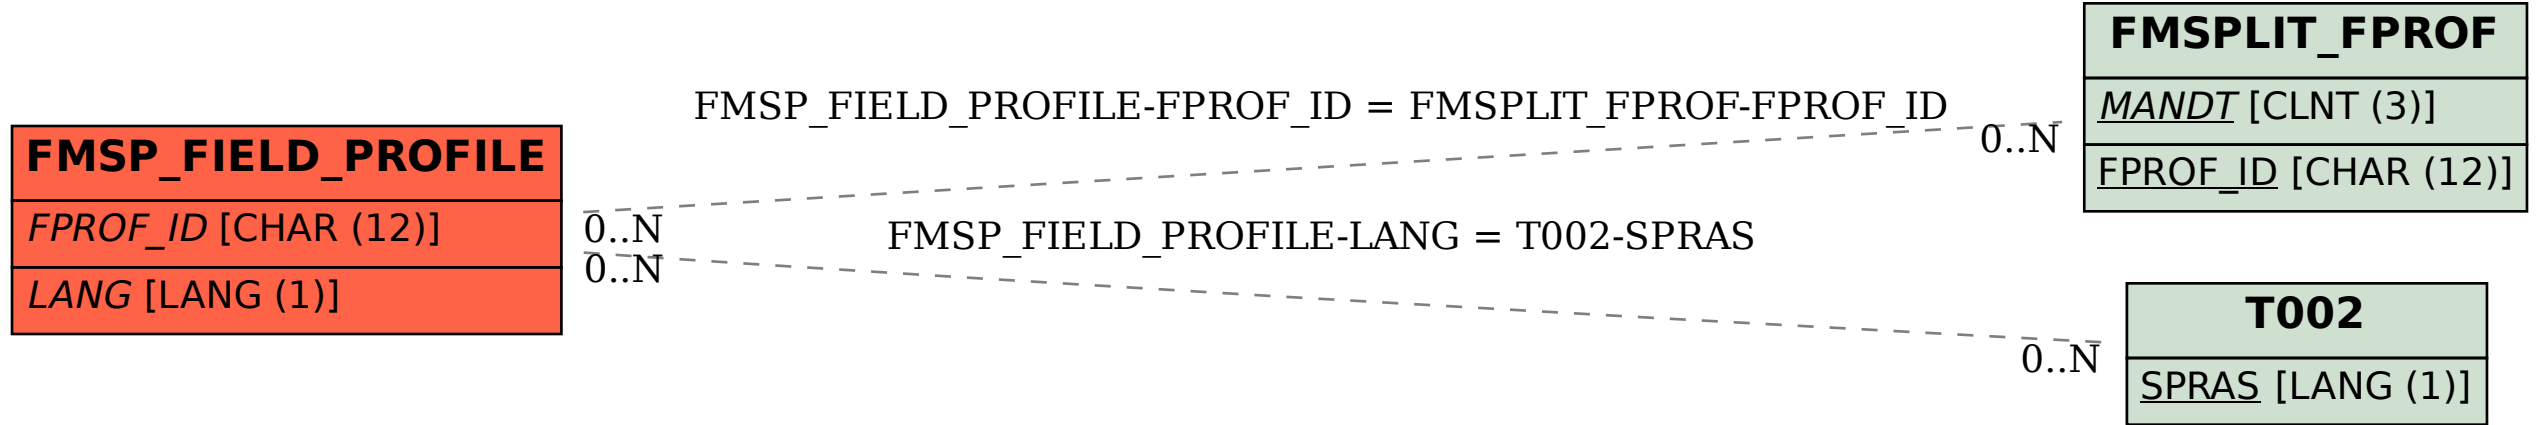 FMSP_FIELD_PROFILE
FPROF_ID [CHAR (12)]
LANG [LANG (1)]
FMSP_FIELD_PROFILE-FPROF_ID = FMSPLIT_FPROF-FPROF_ID
0..N
0..N
FMSP_FIELD_PROFILE-LANG = T002-SPRAS
0..N
0..N
FMSPLIT_FPROF
MANDT [CLNT (3)]
FPROF_ID [CHAR (12)]
T002
SPRAS [LANG (1)]